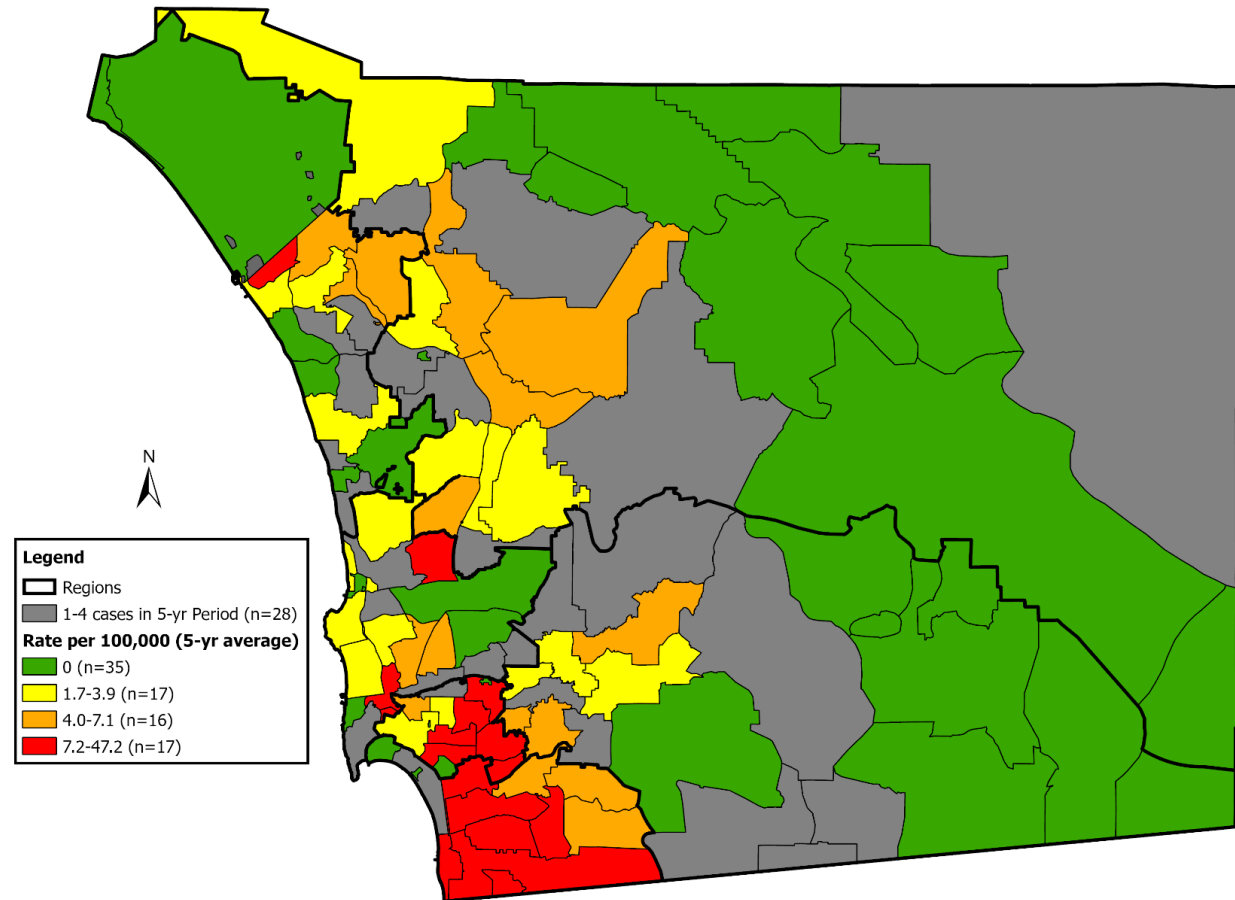 N
Legend
Regions
1-4 cases in 5-yr Period (n=28)
Rate per 100,000 (5-yr average)
0 (n=35)
1.7-3.9 (n=17)
4.0-7.1 (n=16)
7.2-47.2 (n=17)